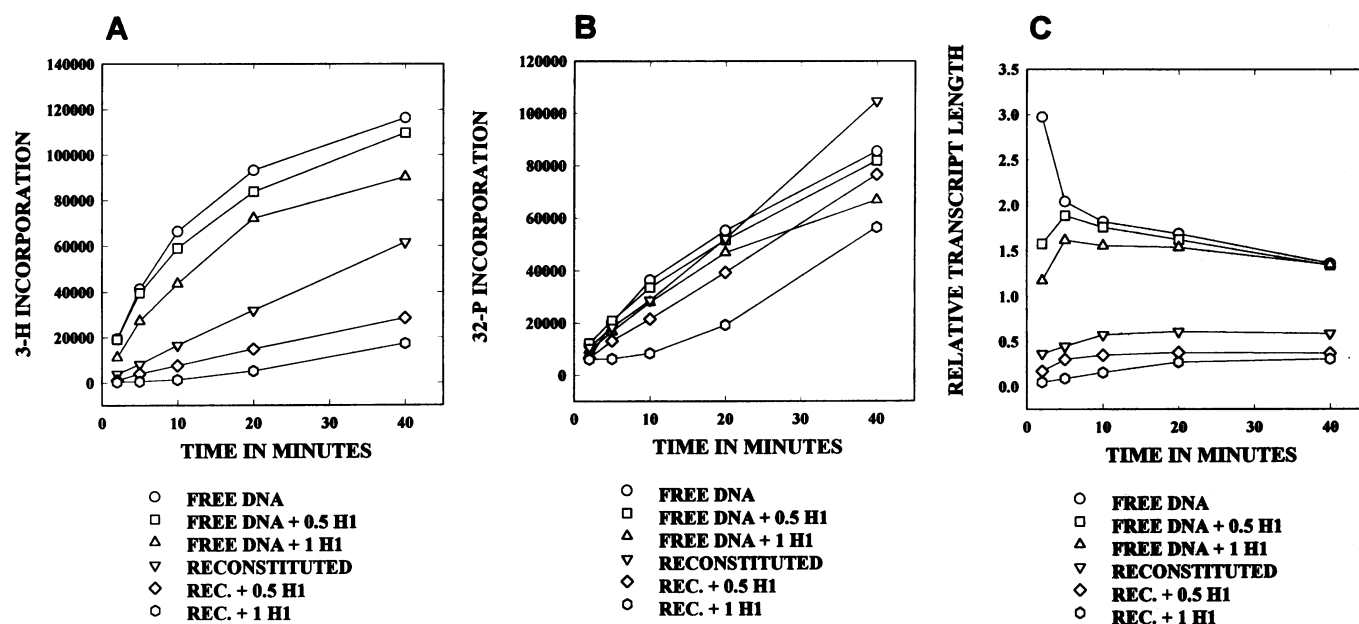 A
3-H INCORPORATION
140000
120000
100000
80000
60000
40000
20000
0
0
10
20
30
40
TIME IN MINUTES
FREE DNA
FREE DNA + 0.5 H1
FREE DNA + 1 H1
RECONSTITUTED
REC. + 0.5 H1
REC. + 1 H1
B
32-P INCORPORATION
120000
100000
80000
60000
40000
20000
0
0
10
20
30
40
TIME IN MINUTES
FREE DNA
FREE DNA + 0.5 H1
FREE DNA + 1 H1
RECONSTITUTED
REC. + 0.5 H1
REC. + 1 H1
C
RELATIVE TRANSCRIPT LENGTH
3.5
3.0
2.5
2.0
1.5
1.0
0.5
0.0
0
10
20
30
40
TIME IN MINUTES
FREE DNA
FREE DNA + 0.5 H1
FREE DNA + 1 H1
RECONSTITUTED
REC. + 0.5 H1
REC. + 1 H1